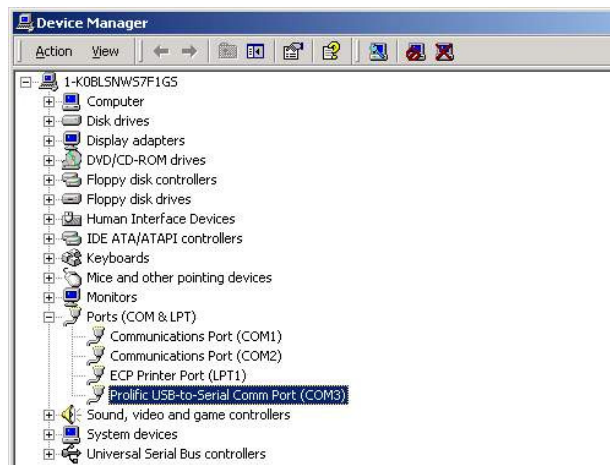 Device Manager
Action View
1-K0BLSNWS7F1GS
Computer
Disk drives
Display adapters
DVD/CD-ROM drives
Floppy disk controllers
Floppy disk drives
Human Interface Devices
IDE ATA/ATAPI controllers
Keyboards
Mice and other pointing devices
Monitors
Ports (COM & LPT)
Communications Port (COM1)
Communications Port (COM2)
ECP Printer Port (LPT1)
Prolific USB-to-Serial Comm Port (COM3)
Sound, video and game controllers
System devices
Universal Serial Bus controllers